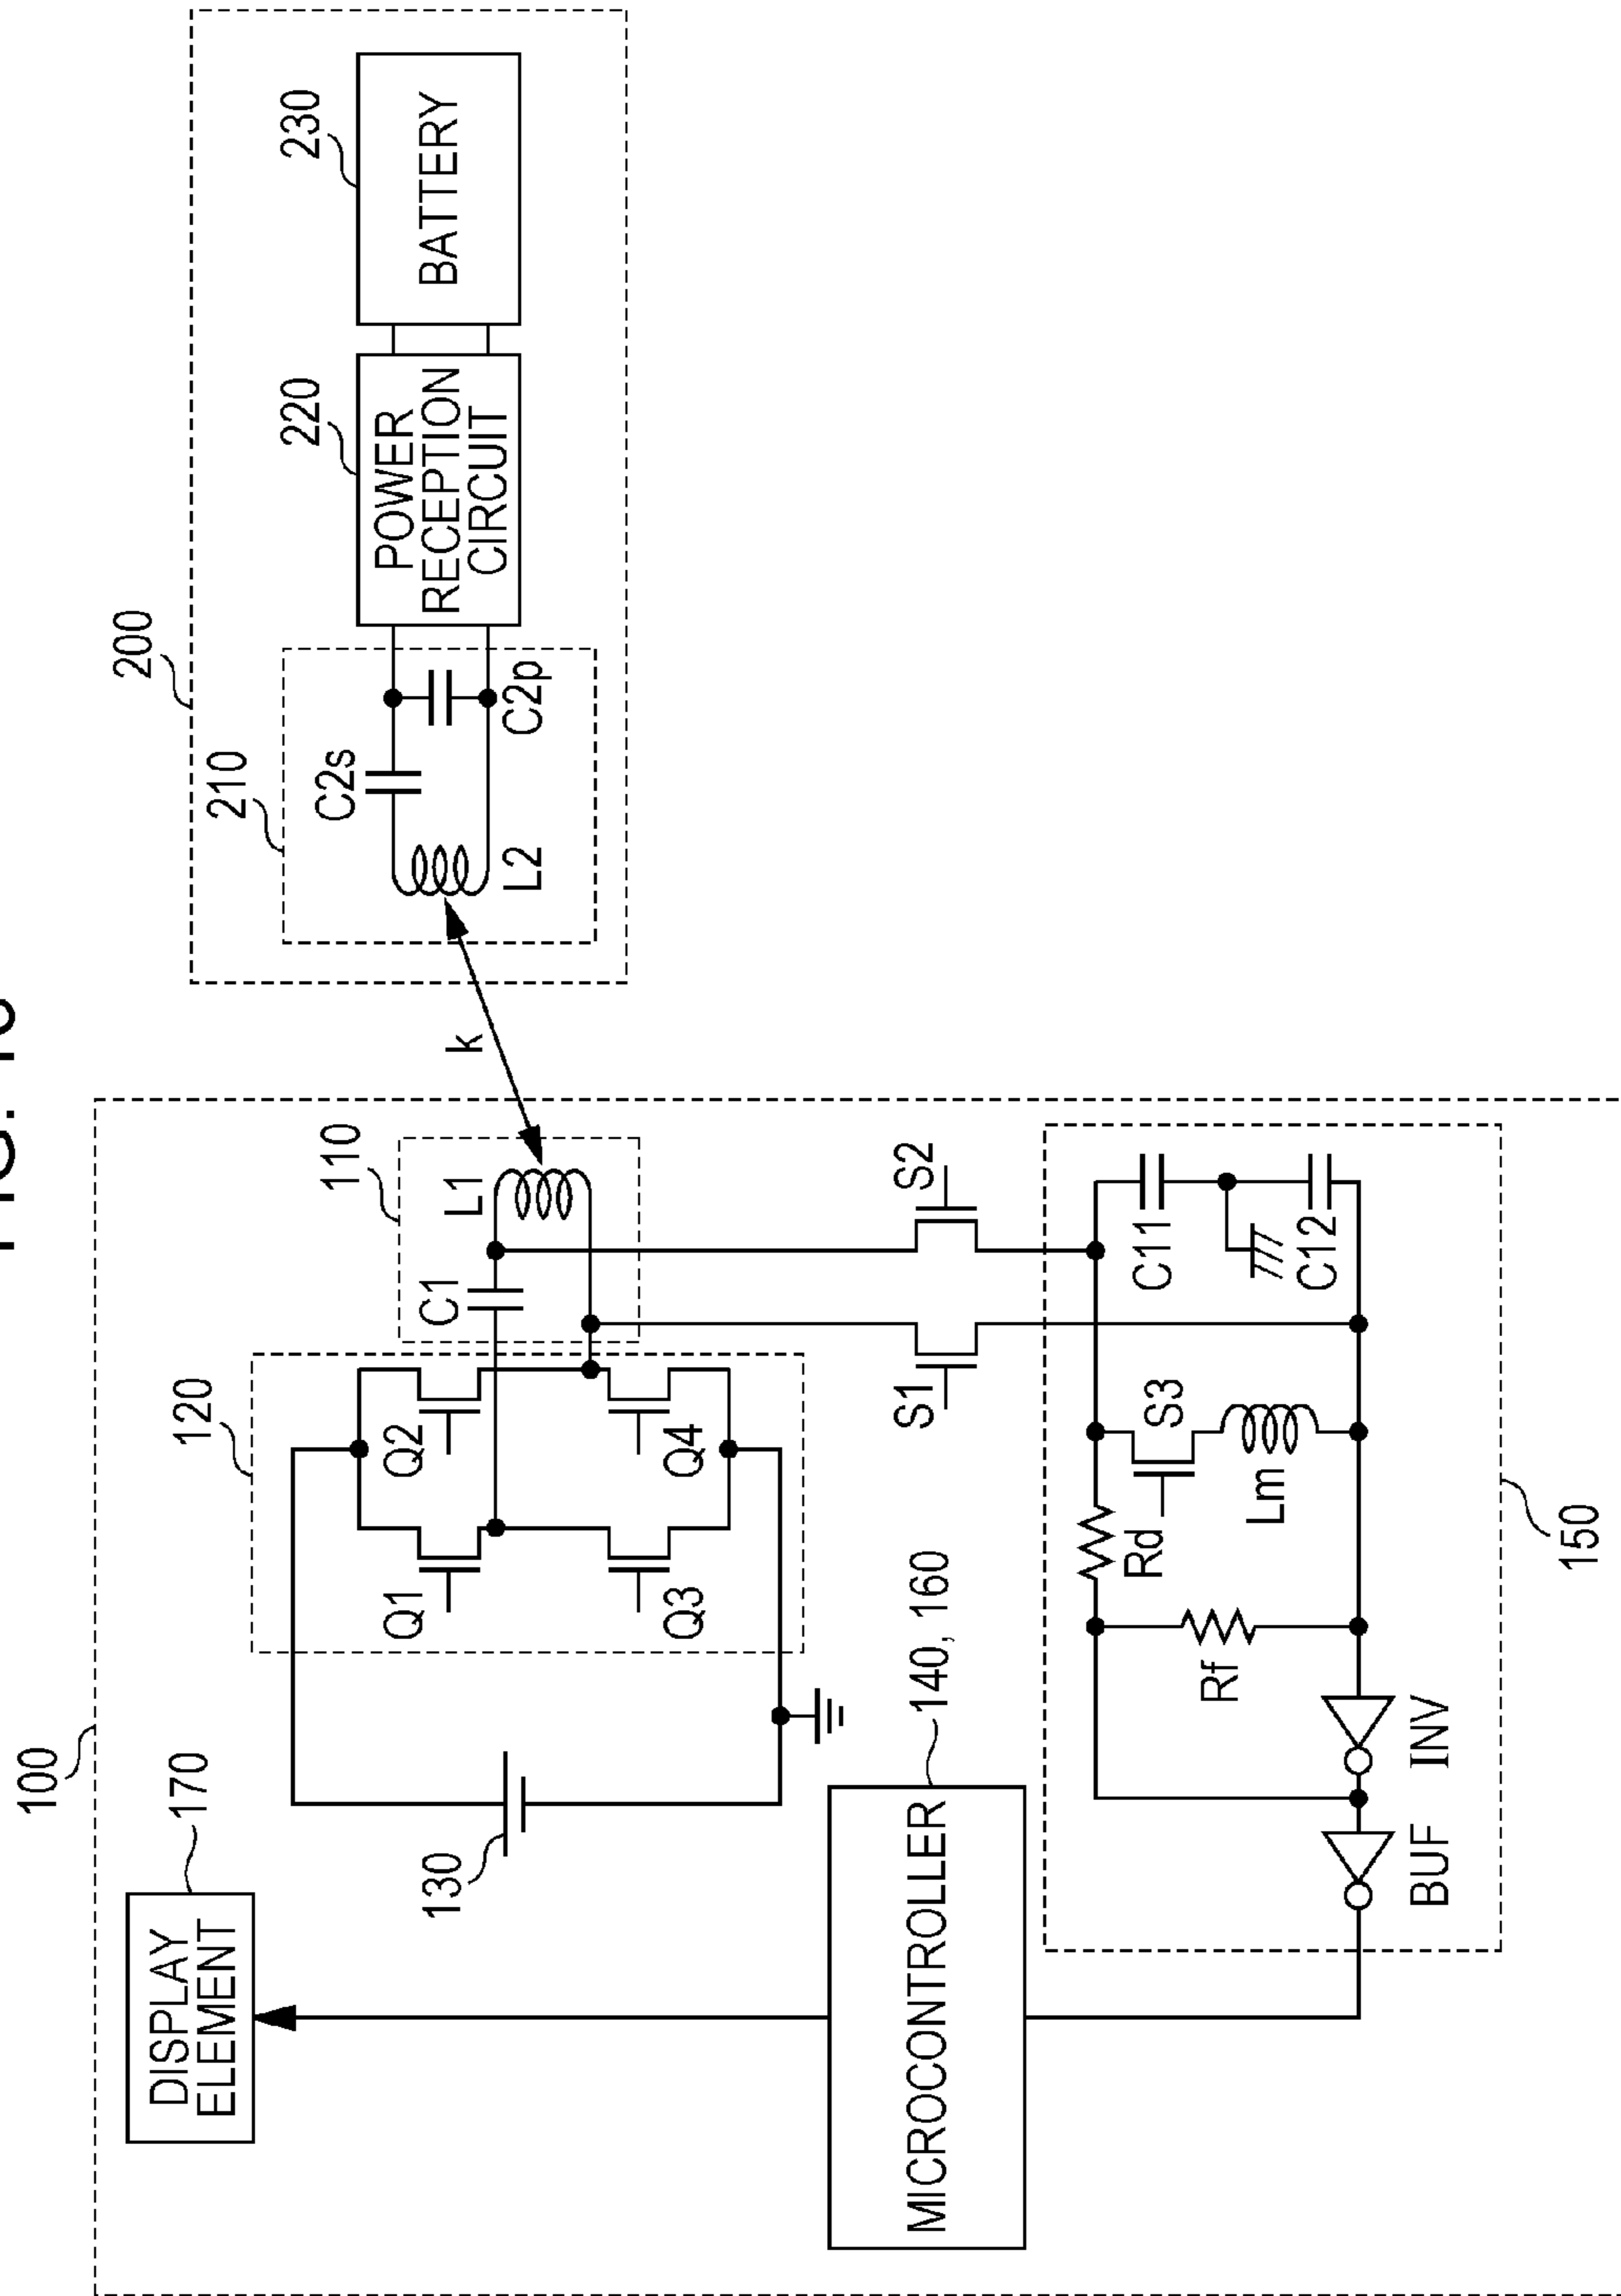 100
200
DISPLAY
ELEMENT
170
120
210
110
C2s
220
230
130
Q1
Q2
C1
L1
k
L2
C2p
POWER
RECEPTION
CIRCUIT
BATTERY
Q3
Q4
MICROCONTROLLER
140, 160
S1
S2
Rd
S3
C11
Rf
Lm
C12
BUF
INV
150